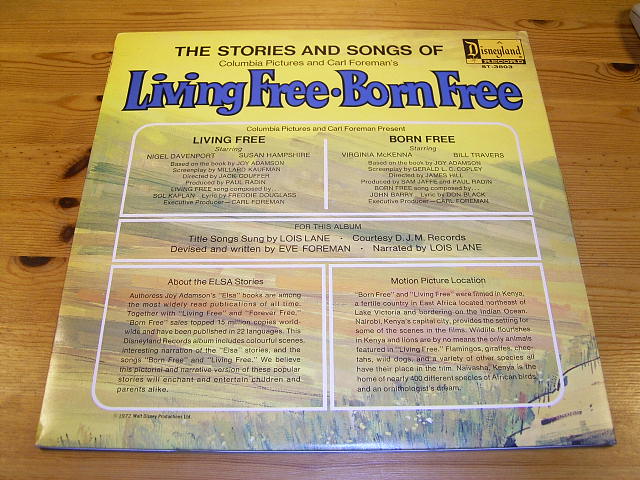 THE STORIES AND SONGS OF
Columbia Pictures and Carl Foreman's
Living Free • Born Free
Disneyland
RECORD
ST-3803
Columbia Pictures and Carl Foreman Present
LIVING FREE
Starring
NIGEL DAVENPORT SUSAN HAMPSHIRE
Based on the book by JOY ADAMSON
Screenplay by MILLARD KAUFMAN
Directed by JACK COUFFER
Produced by PAUL RADIN
LIVING FREE song composed by...
SOL KAPLAN - Lyric by FREDDIE DOUGLASS
Executive Producer — CARL FOREMAN
BORN FREE
Starring
VIRGINIA McKENNA BILL TRAVERS
Based on the book by JOY ADAMSON
Screenplay by GERALD L. C. COPLEY
Directed by JAMES HILL
Produced by SAM JAFFE and PAUL RADIN
BORN FREE song composed by...
JOHN BARRY - Lyric by DON BLACK
Executive Producer — CARL FOREMAN
FOR THIS ALBUM
Title Songs Sung by LOIS LANE · Courtesy D.J.M. Records
Devised and written by EVE FOREMAN · Narrated by LOIS LANE
About the ELSA Stories
Authoress Joy Adamson's "Elsa" books are among
the most widely read publications of all time.
Together with "Living Free" and "Forever Free,"
"Born Free" sales topped 15 million copies world-
wide and have been published in 22 languages. This
Disneyland Records album includes colourful scenes,
interesting narration of the "Elsa" stories, and the
songs "Born Free" and "Living Free." We believe
this pictorial and narrative version of these popular
stories will enchant and entertain children and
parents alike.
Motion Picture Location
"Born Free" and "Living Free" were filmed in Kenya,
a fertile country in East Africa located northeast of
Lake Victoria and bordering on the Indian Ocean.
Nairobi, Kenya's capital city, provides the setting for
some of the scenes in the films. Wildlife flourishes
in Kenya and lions are by no means the only animals
featured in "Living Free." Flamingos, giraffes, chee-
tahs, wild dogs, and a variety of other species all
have their place in the film. Naivasha, Kenya is the
home of nearly 400 different species of African birds
and an ornithologist's dream.
© 1972 Walt Disney Productions Ltd.